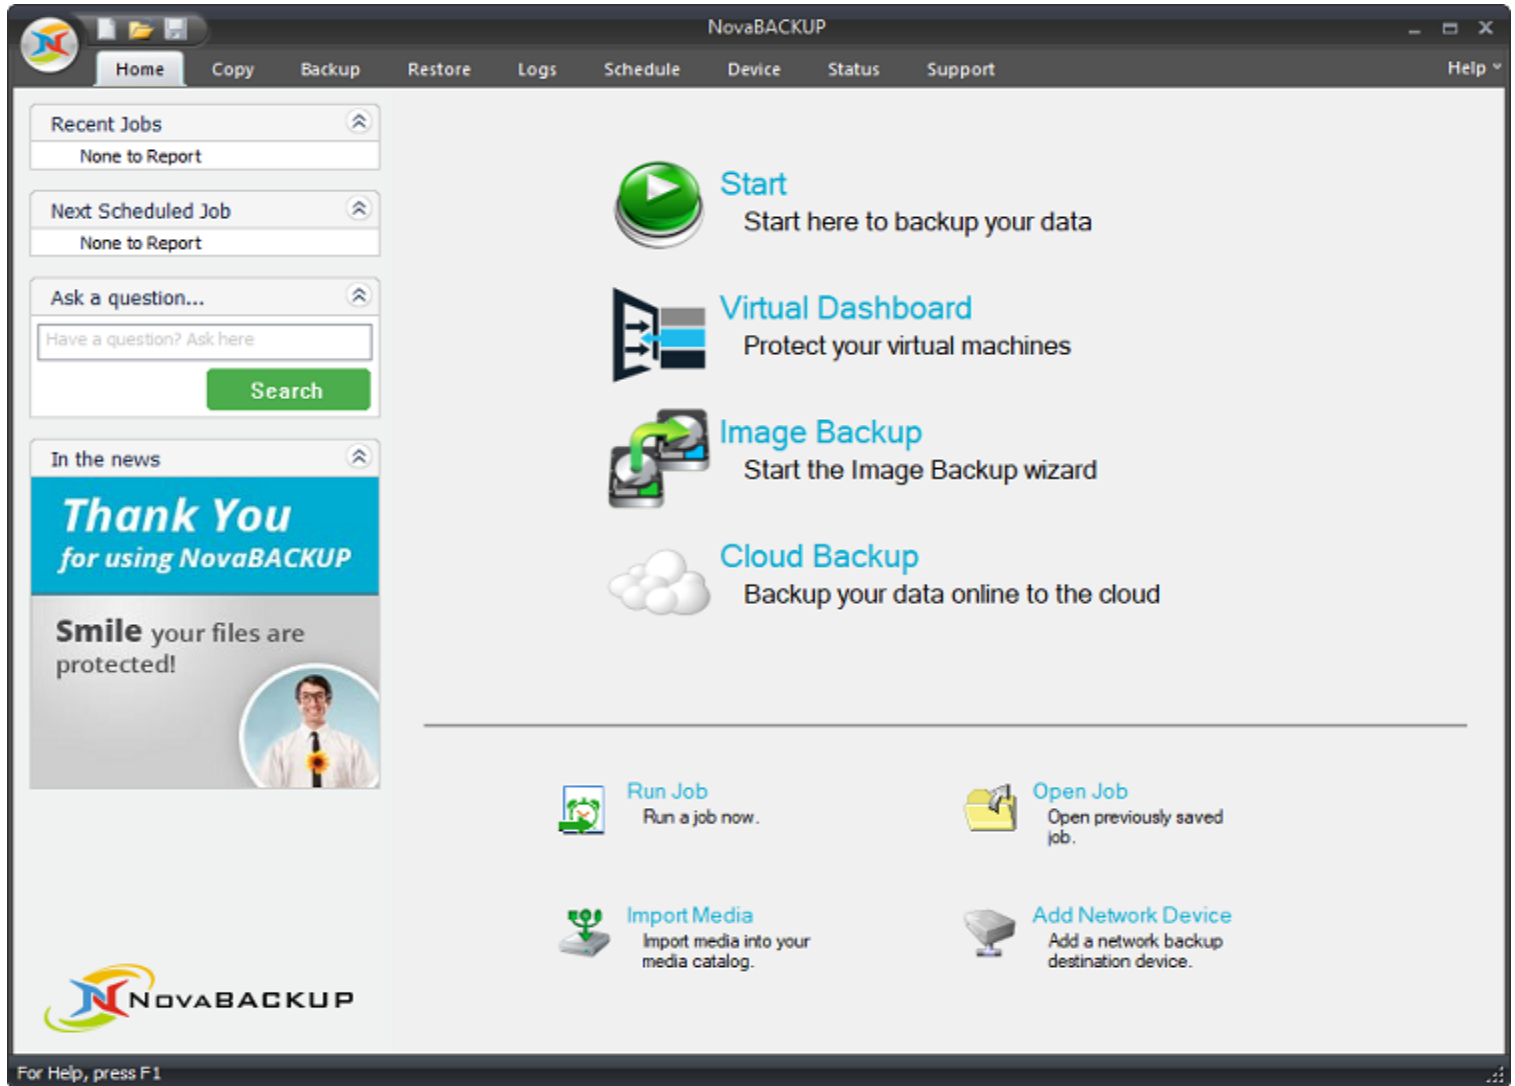 NovaBACKUP
Home Copy Backup Restore Logs Schedule Device Status Support Help
Recent Jobs
None to Report
Next Scheduled Job
None to Report
Ask a question...
Have a question? Ask here
Search
In the news
Thank You
for using NovaBACKUP
Smile your files are
protected!
NovaBACKUP
Start
Start here to backup your data
Virtual Dashboard
Protect your virtual machines
Image Backup
Start the Image Backup wizard
Cloud Backup
Backup your data online to the cloud
Run Job
Run a job now.
Open Job
Open previously saved
job.
Import Media
Import media into your
media catalog.
Add Network Device
Add a network backup
destination device.
For Help, press F1